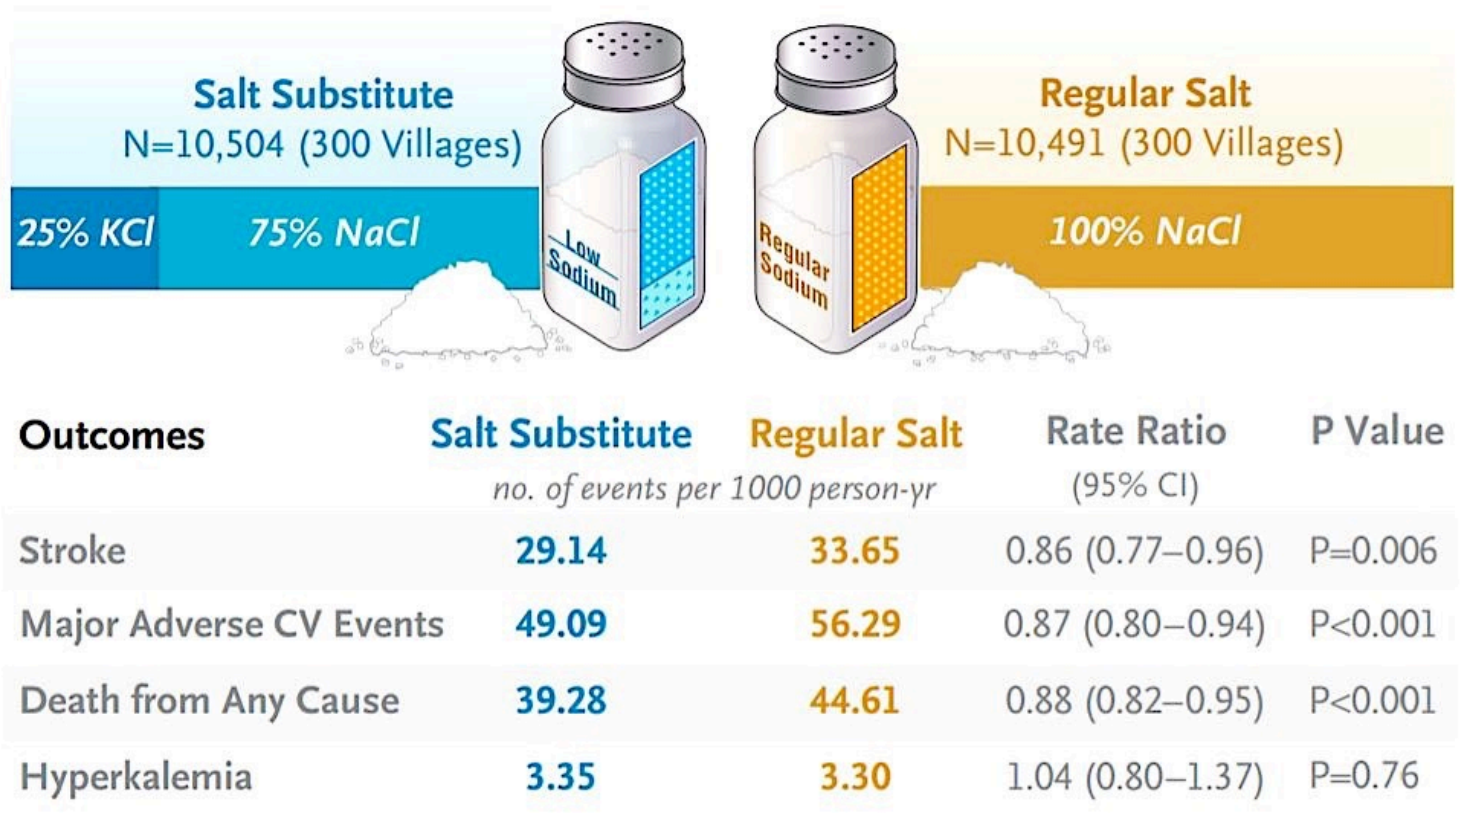 Salt Substitute
N=10,504 (300 Villages)
25% KCl
75% NaCl
Low
Sodium
Regular
Sodium
Regular Salt
N=10,491 (300 Villages)
100% NaCl
Outcomes Salt Substitute Regular Salt Rate Ratio P Value
no. of events per 1000 person-yr (95% CI)
Stroke 29.14 33.65 0.86 (0.77–0.96) P=0.006
Major Adverse CV Events 49.09 56.29 0.87 (0.80–0.94) P<0.001
Death from Any Cause 39.28 44.61 0.88 (0.82–0.95) P<0.001
Hyperkalemia 3.35 3.30 1.04 (0.80–1.37) P=0.76